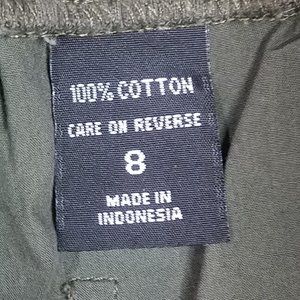 100% COTTON
CARE ON REVERSE
8
MADE IN
INDONESIA